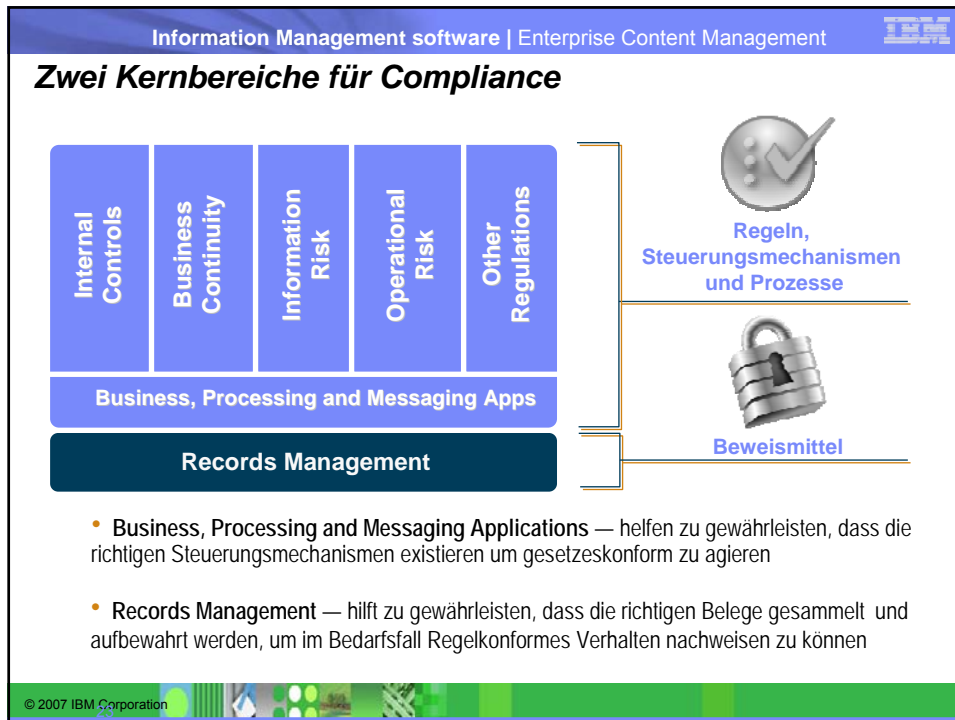 Information Management software | Enterprise Content Management
IBM
Zwei Kernbereiche für Compliance
Internal
Controls
Business
Continuity
Information
Risk
Operational
Risk
Other
Regulations
Business, Processing and Messaging Apps
Records Management
Regeln,
Steuerungsmechanismen
und Prozesse
Beweismittel
• Business, Processing and Messaging Applications — helfen zu gewährleisten, dass die
richtigen Steuerungsmechanismen existieren um gesetzeskonform zu agieren
• Records Management — hilft zu gewährleisten, dass die richtigen Belege gesammelt und
aufbewahrt werden, um im Bedarfsfall Regelkonformes Verhalten nachweisen zu können
© 2007 IBM Corporation